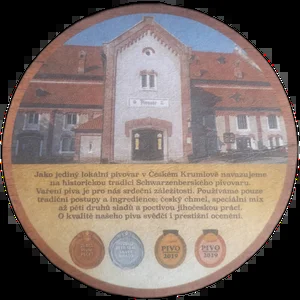 Jako jediný lokální pivovar v Českém Krumlově navazujeme
na historickou tradici Schwarzenberského pivovaru.
Vaření piva je pro nás srdeční záležitostí. Používáme pouze
tradiční postupy a ingredience: český chmel, speciální mix
až pěti druhů sladů a poctivou jihočeskou práci.
O kvalitě našeho piva svědčí i prestižní ocenění.
PIVO 2019 PIVO 2019